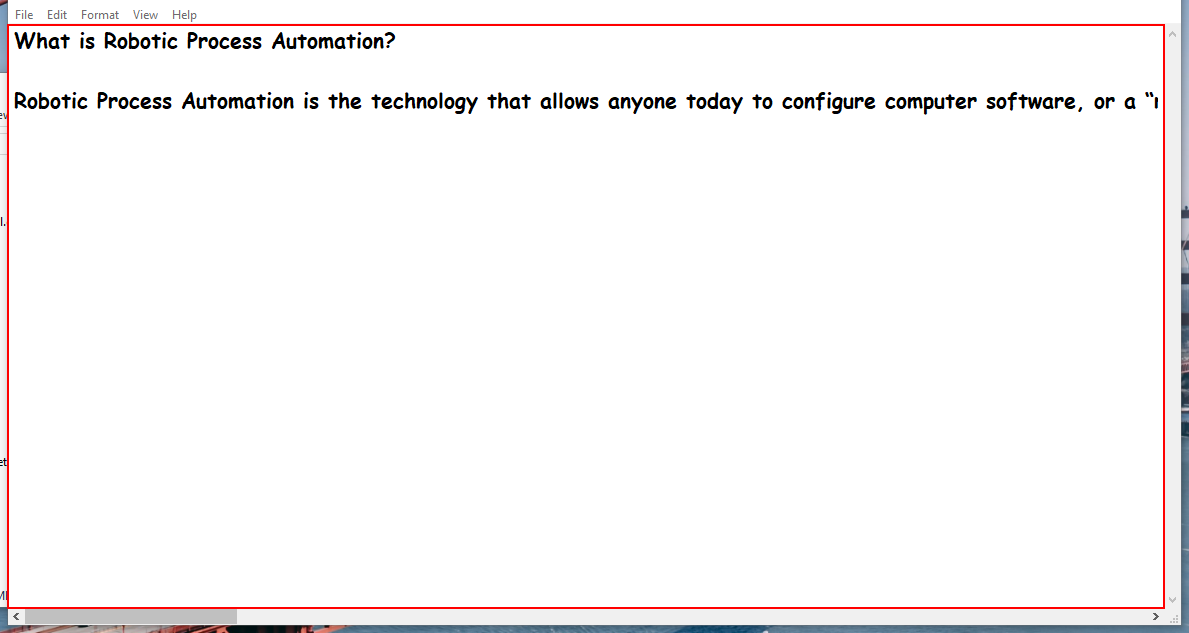 File Edit Format View Help
What is Robotic Process Automation?
Robotic Process Automation is the technology that allows anyone today to configure computer software, or a “